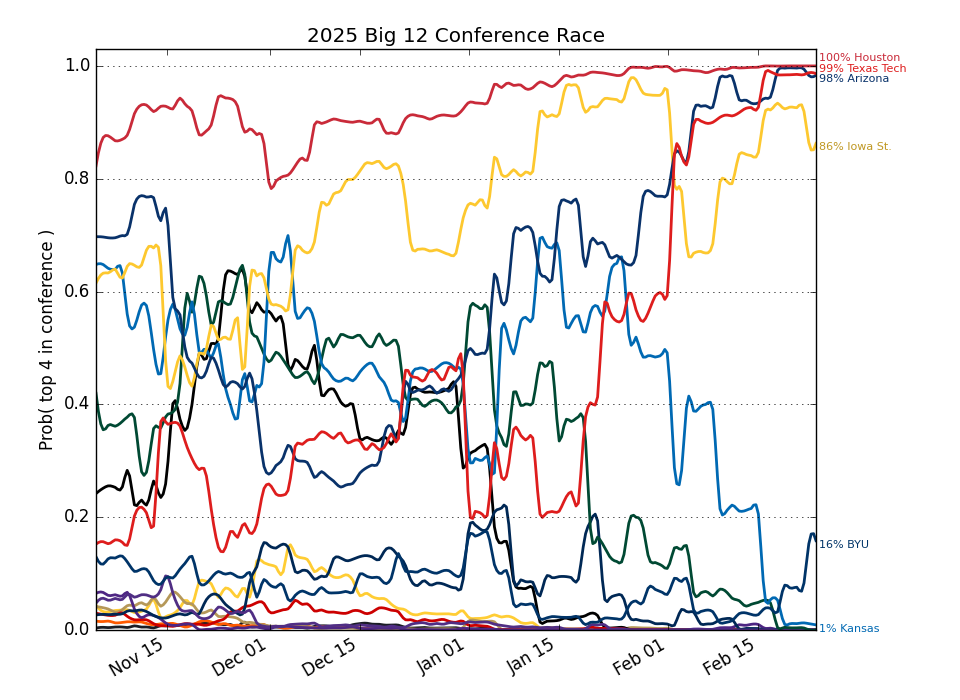 2025 Big 12 Conference Race
Prob( top 4 in conference )
1.0
0.8
0.6
0.4
0.2
0.0
Nov 15
Dec 01
Dec 15
Jan 01
Jan 15
Feb 01
Feb 15
100% Houston
99% Texas Tech
98% Arizona
86% Iowa St.
16% BYU
1% Kansas